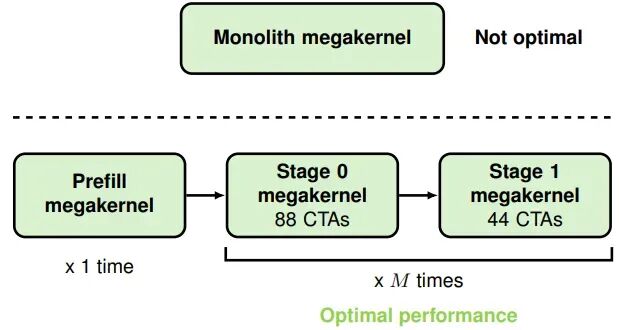 Monolith megakernel
Not optimal
Prefill
megakernel
Stage 0
megakernel
88 CTAs
Stage 1
megakernel
44 CTAs
x 1 time
x M times
Optimal performance